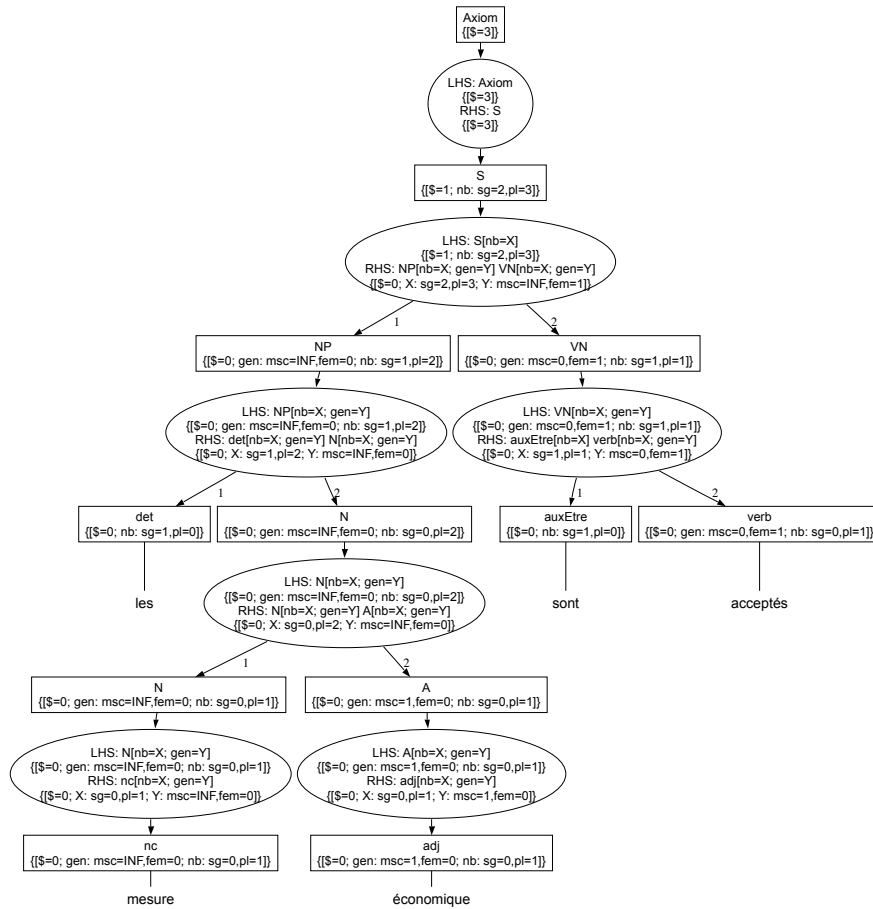 Axiom
{[$=3]}
LHS: Axiom
{[$=3]}
RHS: S
{[$=3]}
S
{[$=1; nb: sg=2,pl=3]}
LHS: S[nb=X]
{[$=1; nb: sg=2,pl=3]}
RHS: NP[nb=X; gen=Y] VN[nb=X; gen=Y]
{[$=0; X: sg=2,pl=3; Y: msc=INF,fem=1]}
1
2
NP
{[$=0; gen: msc=INF,fem=0; nb: sg=1,pl=2]}
VN
{[$=0; gen: msc=0,fem=1; nb: sg=1,pl=1]}
LHS: NP[nb=X; gen=Y]
{[$=0; gen: msc=INF,fem=0; nb: sg=1,pl=2]}
RHS: det[nb=X; gen=Y] N[nb=X; gen=Y]
{[$=0; X: sg=1,pl=2; Y: msc=INF,fem=0]}
LHS: VN[nb=X; gen=Y]
{[$=0; gen: msc=0,fem=1; nb: sg=1,pl=1]}
RHS: auxEtre[nb=X] verb[nb=X; gen=Y]
{[$=0; X: sg=1,pl=1; Y: msc=0,fem=1]}
1
2
1
2
det
{[$=0; nb: sg=1,pl=0]}
N
{[$=0; gen: msc=INF,fem=0; nb: sg=0,pl=2]}
auxEtre
{[$=0; nb: sg=1,pl=0]}
verb
{[$=0; gen: msc=0,fem=1; nb: sg=0,pl=1]}
les
LHS: N[nb=X; gen=Y]
{[$=0; gen: msc=INF,fem=0; nb: sg=0,pl=2]}
RHS: N[nb=X; gen=Y] A[nb=X; gen=Y]
{[$=0; X: sg=0,pl=2; Y: msc=INF,fem=0]}
sont
acceptés
1
2
N
{[$=0; gen: msc=INF,fem=0; nb: sg=0,pl=1]}
A
{[$=0; gen: msc=1,fem=0; nb: sg=0,pl=1]}
LHS: N[nb=X; gen=Y]
{[$=0; gen: msc=INF,fem=0; nb: sg=0,pl=1]}
RHS: nc[nb=X; gen=Y]
{[$=0; X: sg=0,pl=1; Y: msc=INF,fem=0]}
LHS: A[nb=X; gen=Y]
{[$=0; gen: msc=1,fem=0; nb: sg=0,pl=1]}
RHS: adj[nb=X; gen=Y]
{[$=0; X: sg=0,pl=1; Y: msc=1,fem=0]}
nc
{[$=0; gen: msc=INF,fem=0; nb: sg=0,pl=1]}
adj
{[$=0; gen: msc=1,fem=0; nb: sg=0,pl=1]}
mesure
économique